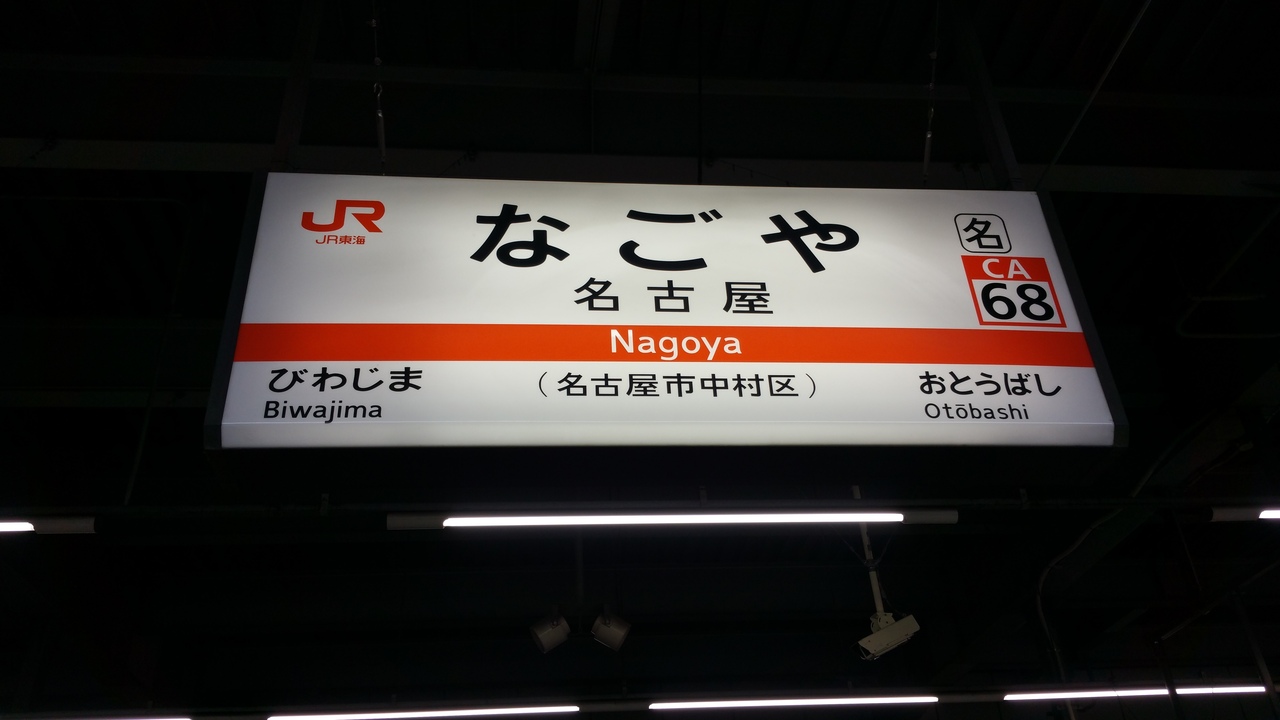 JR
JR東海
なごや
名古屋
名
CA
68
Nagoya
びわじま
Biwajima
（名古屋市中村区）
おとうばし
Otōbashi